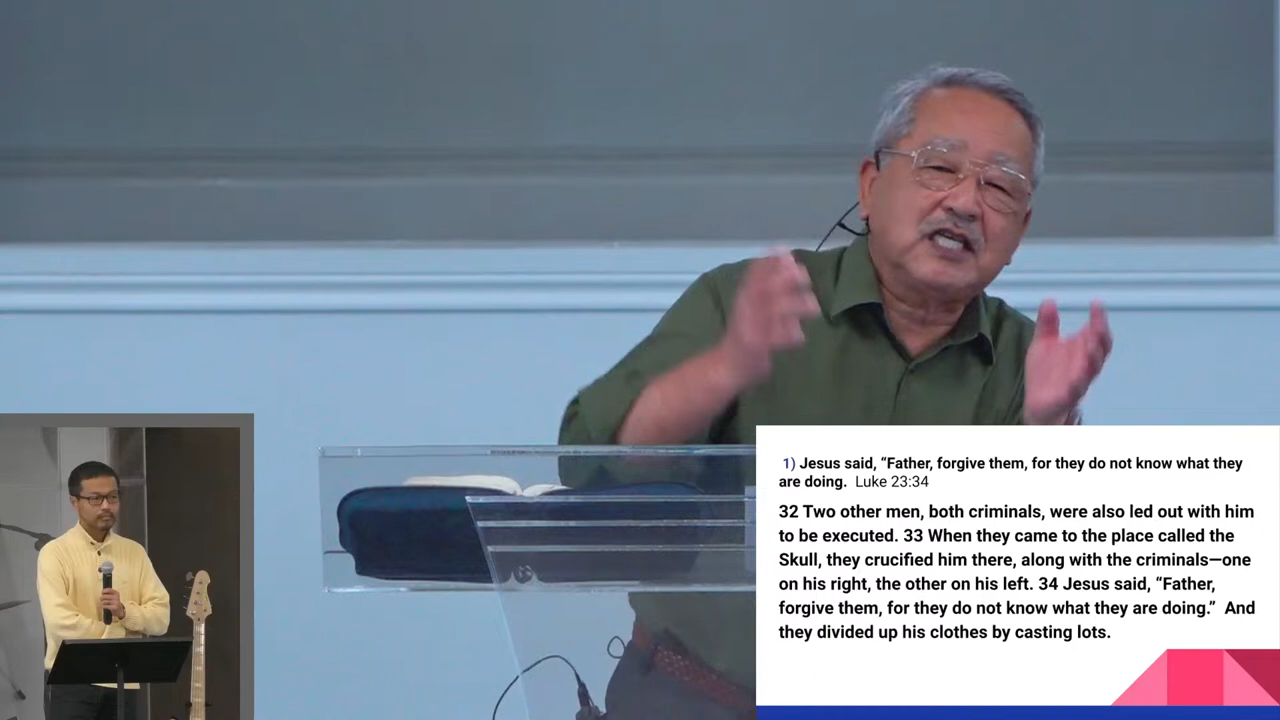 1) Jesus said, “Father, forgive them, for they do not know what they
are doing.  Luke 23:34
32 Two other men, both criminals, were also led out with him
to be executed. 33 When they came to the place called the
Skull, they crucified him there, along with the criminals—one
on his right, the other on his left. 34 Jesus said, “Father,
forgive them, for they do not know what they are doing.”  And
they divided up his clothes by casting lots.